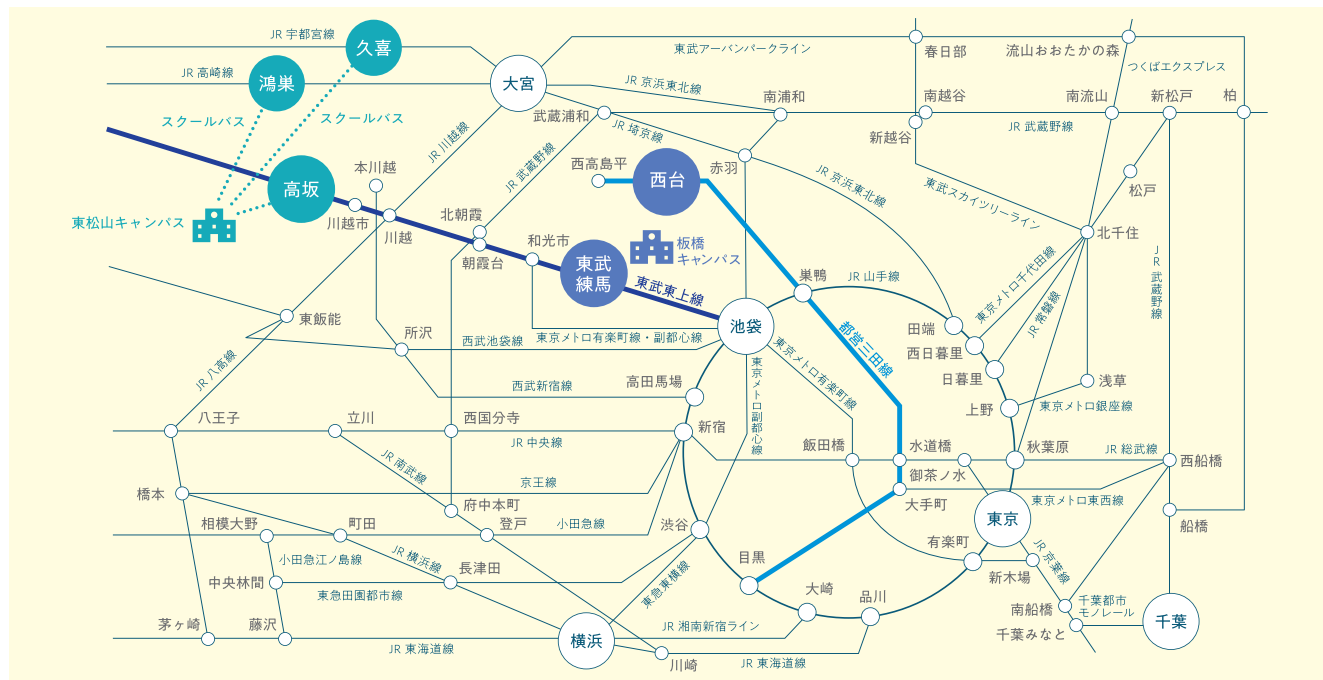 JR 宇都宮線
久喜
JR 高崎線
鴻巣
大宮
東武アーバンパークライン
春日部
流山おおたかの森
つくばエクスプレス
JR 京浜東北線
南浦和
南越谷
南流山
新松戸
柏
武蔵浦和
JR 埼京線
新越谷
JR 武蔵野線
スクールバス
スクールバス
JR 川越線
JR 武蔵野線
西高島平
西台
赤羽
JR 京浜東北線
東武スカイツリーライン
松戸
本川越
高坂
東松山キャンパス
川越市
川越
北朝霞
朝霞台
和光市
板橋
キャンパス
北千住
東武
練馬
東武東上線
巣鴨
JR 山手線
東京メトロ千代田線
JR 常磐線
JR 武蔵野線
東飯能
所沢
西武池袋線
東京メトロ有楽町線・副都心線
池袋
都営三田線
田端
西日暮里
日暮里
浅草
JR 八高線
西武新宿線
高田馬場
東京メトロ副都心線
東京メトロ有楽町線
上野
東京メトロ銀座線
八王子
立川
西国分寺
JR 中央線
新宿
飯田橋
水道橋
秋葉原
JR 総武線
西船橋
御茶ノ水
JR 南武線
京王線
橋本
府中本町
大手町
東京メトロ東西線
相模大野
町田
登戸
小田急線
渋谷
東京
船橋
小田急江ノ島線
JR 横浜線
長津田
目黒
有楽町
JR 京葉線
新木場
中央林間
東急田園都市線
東急東横線
大崎
品川
南船橋
千葉都市
モノレール
千葉
茅ヶ崎
藤沢
横浜
JR 湘南新宿ライン
千葉みなと
JR 東海道線
川崎
JR 東海道線